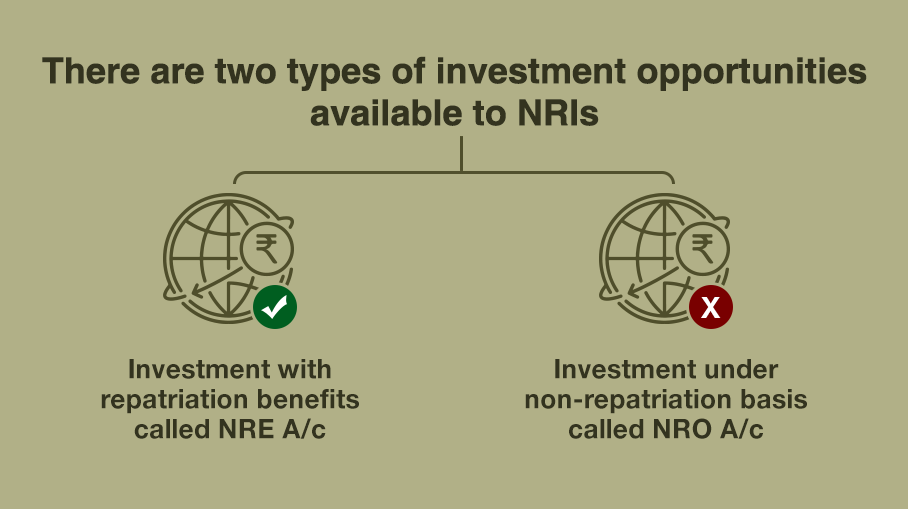 There are two types of investment opportunities
available to NRIs
₹
₹
X
Investment with
repatriation benefits
called NRE A/c
Investment under
non-repatriation basis
called NRO A/c